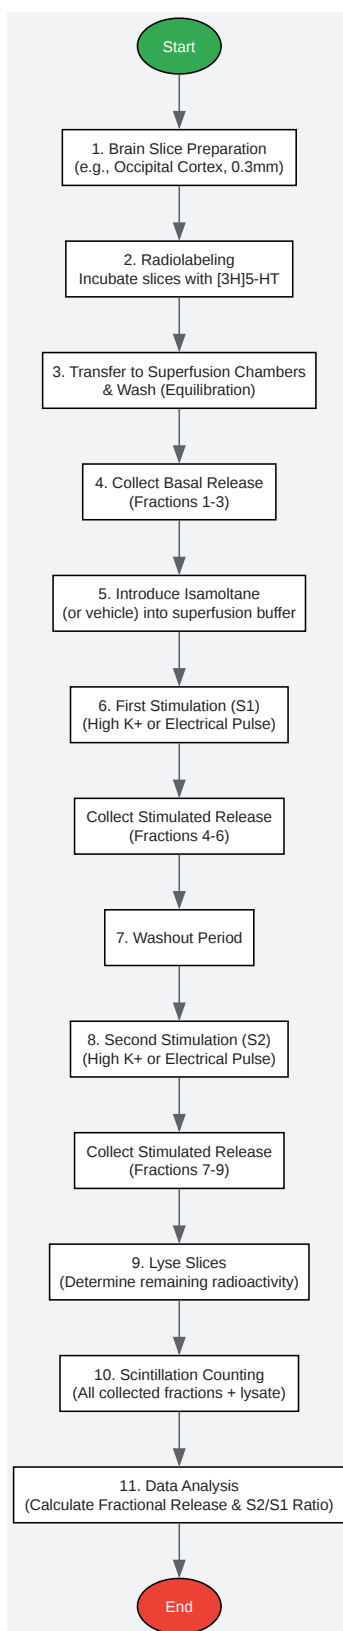 Start
1. Brain Slice Preparation
(e.g., Occipital Cortex, 0.3mm)
2. Radiolabeling
Incubate slices with [3H]5-HT
3. Transfer to Superfusion Chambers
& Wash (Equilibration)
4. Collect Basal Release
(Fractions 1-3)
5. Introduce Isamoltane
(or vehicle) into superfusion buffer
6. First Stimulation (S1)
(High K+ or Electrical Pulse)
Collect Stimulated Release
(Fractions 4-6)
7. Washout Period
8. Second Stimulation (S2)
(High K+ or Electrical Pulse)
Collect Stimulated Release
(Fractions 7-9)
9. Lyse Slices
(Determine remaining radioactivity)
10. Scintillation Counting
(All collected fractions + lysate)
11. Data Analysis
(Calculate Fractional Release & S2/S1 Ratio)
End